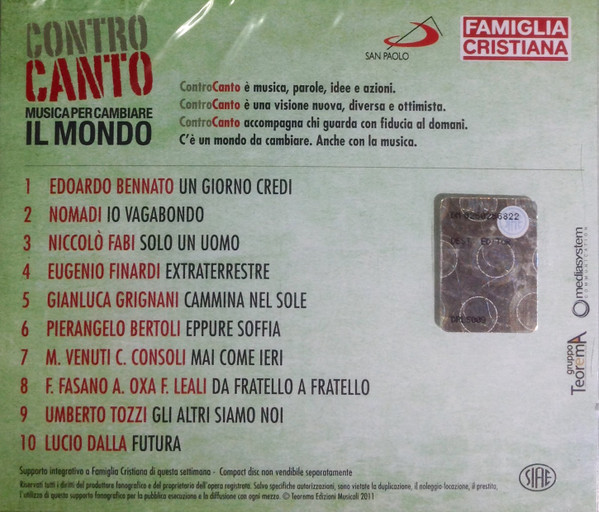 CONTRO
CANTO
MUSICA PER CAMBIARE
IL MONDO
SAN PAOLO
FAMIGLIA
CRISTIANA
ControCanto è musica, parole, idee e azioni.
ControCanto è una visione nuova, diversa e ottimista.
ControCanto accompagna chi guarda con fiducia al domani.
C'è un mondo da cambiare. Anche con la musica.
1 EDOARDO BENNATO UN GIORNO CREDI
2 NOMADI IO VAGABONDO
3 NICCOLÒ FABI SOLO UN UOMO
4 EUGENIO FINARDI EXTRATERRESTRE
5 GIANLUCA GRIGNANI CAMMINA NEL SOLE
6 PIERANGELO BERTOLI EPPURE SOFFIA
7 M. VENUTI C. CONSOLI MAI COME IERI
8 F. FASANO A. OXA F. LEALI DA FRATELLO A FRATELLO
9 UMBERTO TOZZI GLI ALTRI SIAMO NOI
10 LUCIO DALLA FUTURA
mediasystem
gruppo
TeoremA
Supporto integrativo a Famiglia Cristiana di questa settimana - Compact disc non vendibile separatamente
Riservati tutti i diritti del produttore fonografico e del proprietario dell'opera registrata. Salvo specifiche autorizzazioni, sono vietate la duplicazione, il noleggio-locazione, il prestito,
l'utilizzo di questo supporto fonografico per la pubblica esecuzione e la diffusione con ogni mezzo. © Teorema Edizioni Musicali 2011
SIAE